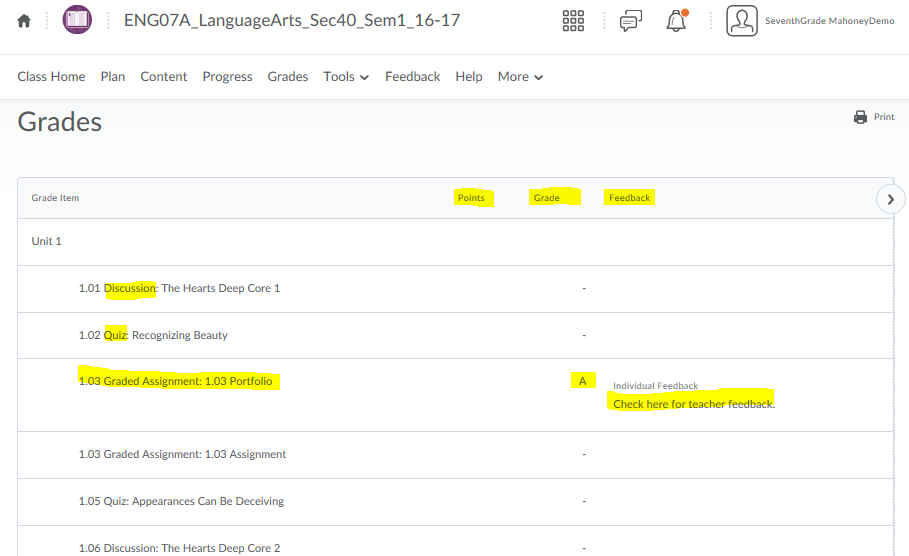 ENG07A_LanguageArts_Sec40_Sem1_16-17
SeventhGrade MahoneyDemo
Class Home Plan Content Progress Grades Tools Feedback Help More
Grades
Print
Grade Item Points Grade Feedback
Unit 1
1.01 Discussion: The Hearts Deep Core 1 -
1.02 Quiz: Recognizing Beauty -
1.03 Graded Assignment: 1.03 Portfolio A
Individual Feedback
Check here for teacher feedback.
1.03 Graded Assignment: 1.03 Assignment -
1.05 Quiz: Appearances Can Be Deceiving -
1.06 Discussion: The Hearts Deep Core 2 -